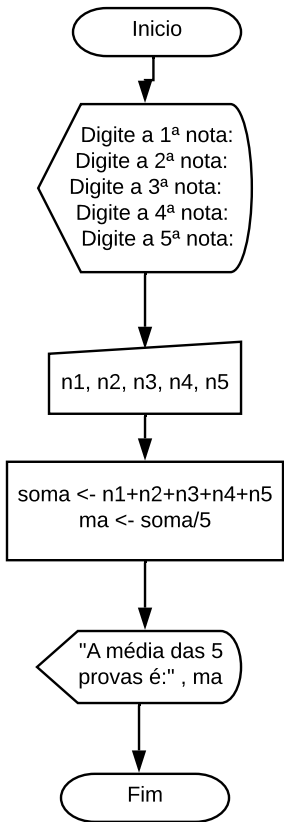 Inicio
Digite a 1ª nota:
Digite a 2ª nota:
Digite a 3ª nota:
Digite a 4ª nota:
Digite a 5ª nota:
n1, n2, n3, n4, n5
soma <- n1+n2+n3+n4+n5
ma <- soma/5
"A média das 5
provas é:" , ma
Fim